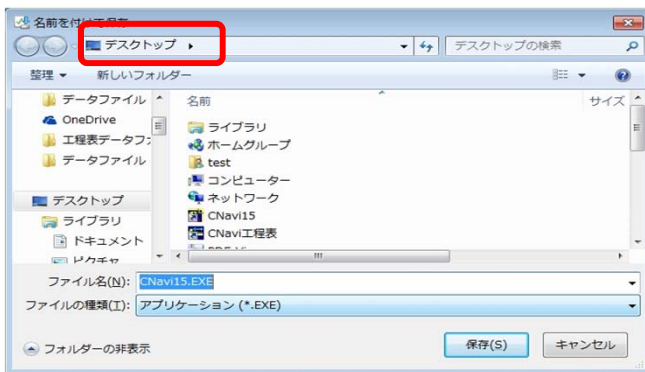 名前を付けて保存
デスクトップ
デスクトップの検索
整理 新しいフォルダー
データファイル
OneDrive
工程表データファ
データファイル
デスクトップ
ライブラリ
ドキュメント
ピクチャ
名前 サイズ
ライブラリ
ホームグループ
test
コンピューター
ネットワーク
CNavi15
CNavi工程表
ファイル名(N): CNavi15.EXE
ファイルの種類(T): アプリケーション (*.EXE)
フォルダーの非表示
保存(S) キャンセル